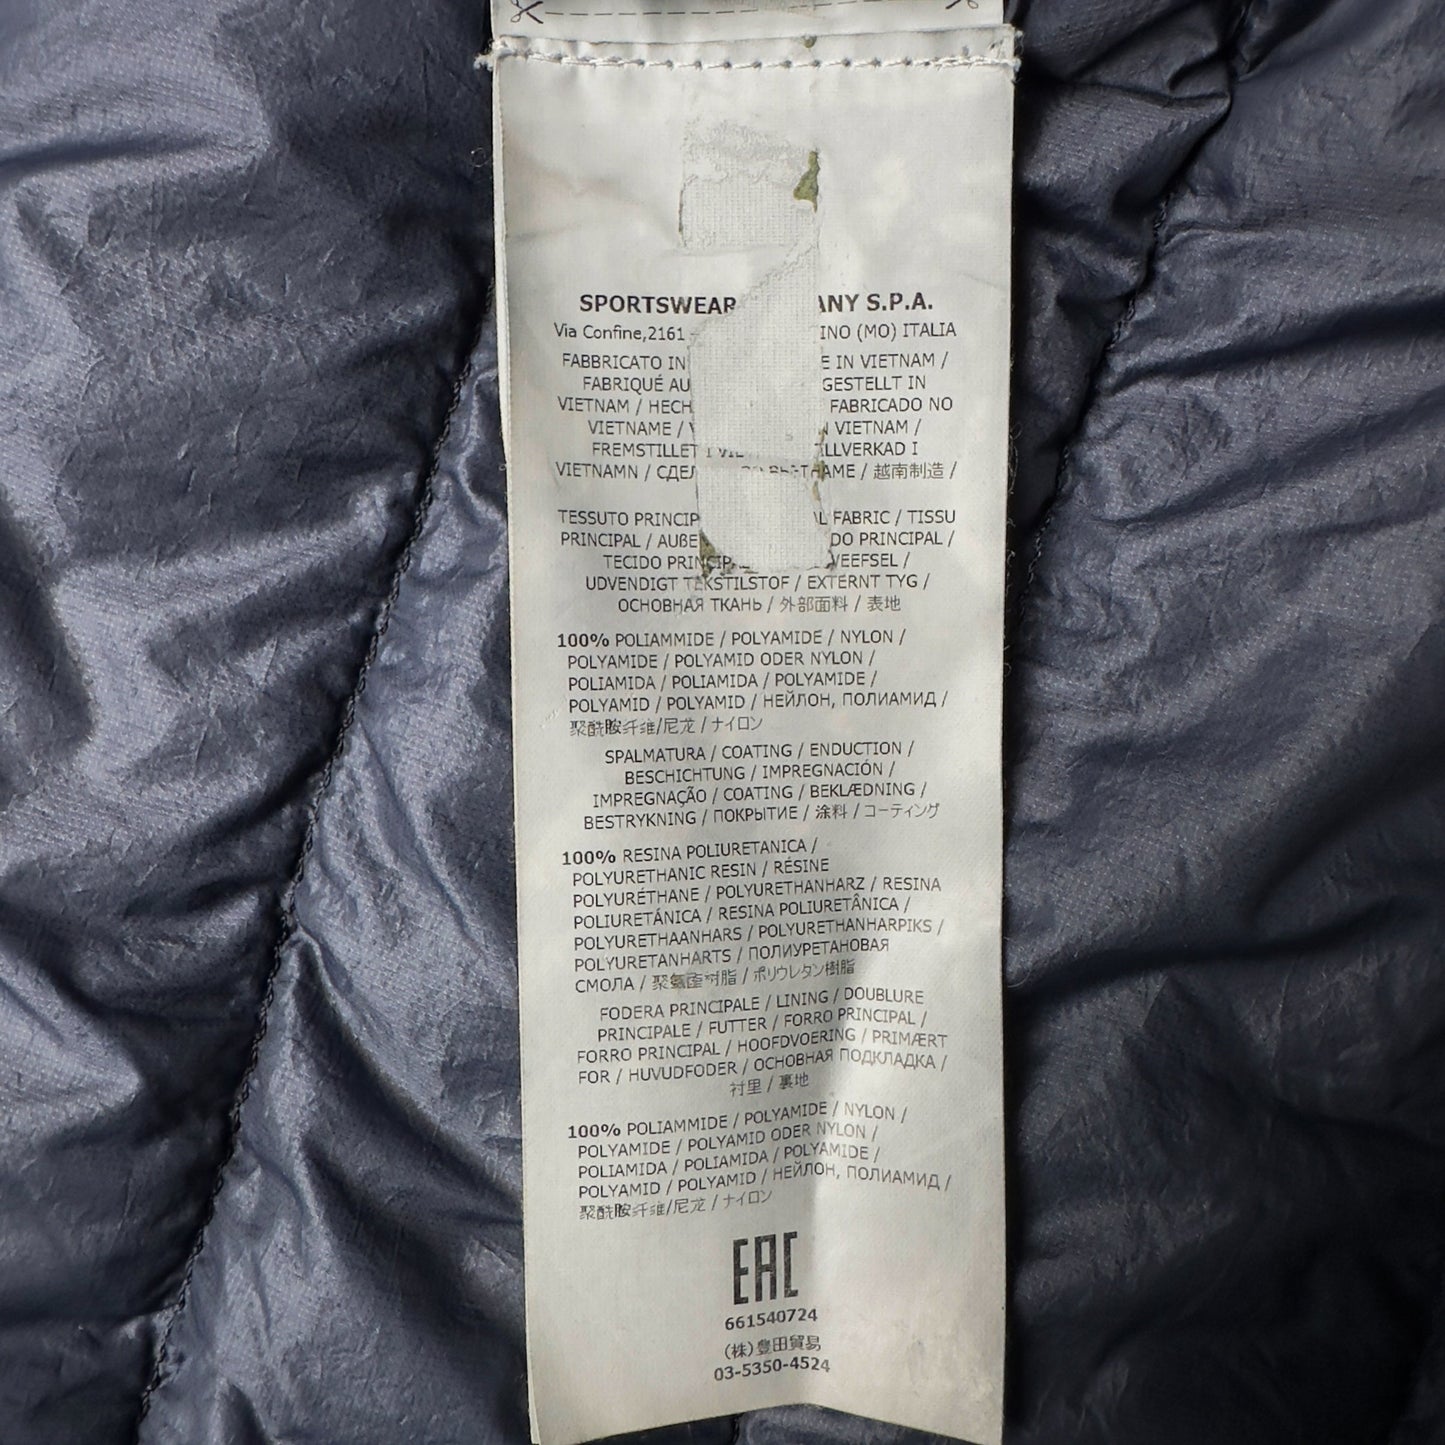 SPORTSWEAR ANY S.P.A.
Via Confine,2161 - INO (MO) ITALIA
FABBRICATO IN E IN VIETNAM /
FABRIQUÉ AU GESTELLT IN
VIETNAM / HECH FABRICADO NO
VIETNAME / VIETNAM /
FREMSTILLET I LLVERKAD I
VIETNAMN / СДЕ ВЬЕТНАМЕ / 越南制造 /
TESSUTO PRINCIP AL FABRIC / TISSU
PRINCIPAL / AUßE DO PRINCIPAL /
TECIDO PRINCIP VEEFSEL /
UDVENDIGT TEKSTILSTOF / EXTERNT TYG /
ОСНОВНАЯ ТКАНЬ / 外部面料 / 表地
100% POLIAMMIDE / POLYAMIDE / NYLON /
POLYAMIDE / POLYAMID ODER NYLON /
POLIAMIDA / POLIAMIDA / POLYAMIDE /
POLYAMID / POLYAMID / НЕЙЛОН, ПОЛИАМИД /
聚酰胺纤维/尼龙 / ナイロン
SPALMATURA / COATING / ENDUCTION /
BESCHICHTUNG / IMPREGNACIÓN /
IMPREGNAÇÃO / COATING / BEKLÆDNING /
BESTRYKNING / ПОКРЫТИЕ / 涂料 / コーティング
100% RESINA POLIURETANICA /
POLYURETHANIC RESIN / RÉSINE
POLYURÉTHANE / POLYURETHANHARZ / RESINA
POLIURETÁNICA / RESINA POLIURETÂNICA /
POLYURETHAANHARS / POLYURETHANHARPIKS /
POLYURETANHARTS / ПОЛИУРЕТАНОВАЯ
СМОЛА / 聚氨酯树脂 / ポリウレタン樹脂
FODERA PRINCIPALE / LINING / DOUBLURE
PRINCIPALE / FUTTER / FORRO PRINCIPAL /
FORRO PRINCIPAL / HOOFDVOERING / PRIMÆRT
FOR / HUVUDFODER / ОСНОВНАЯ ПОДКЛАДКА /
衬里 / 裏地
100% POLIAMMIDE / POLYAMIDE / NYLON /
POLYAMIDE / POLYAMID ODER NYLON /
POLIAMIDA / POLIAMIDA / POLYAMIDE /
POLYAMID / POLYAMID / НЕЙЛОН, ПОЛИАМИД /
聚酰胺纤维/尼龙 / ナイロン
EAC
661540724
(株)豊田貿易
03-5350-4524